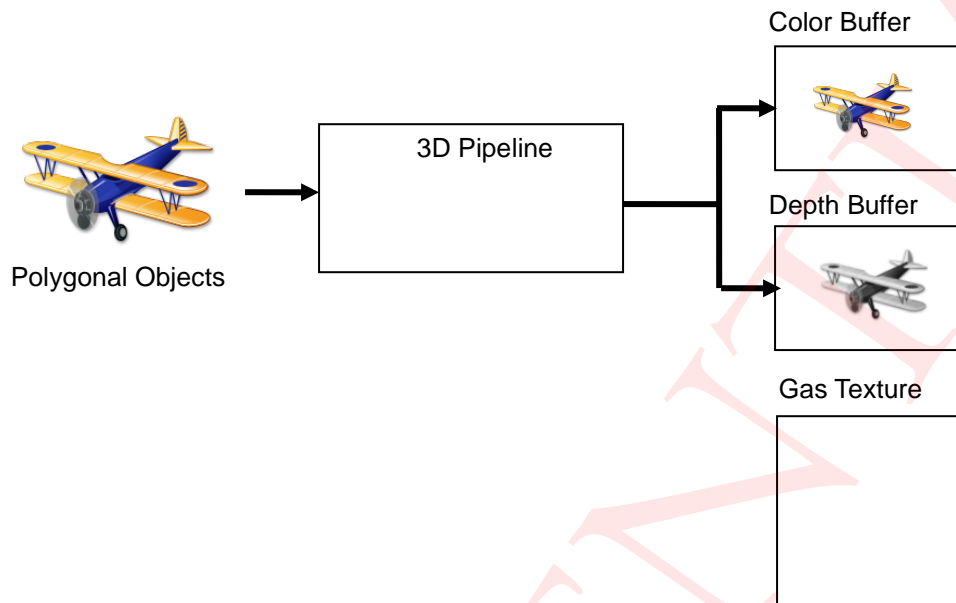 Color Buffer
3D Pipeline
Depth Buffer
Polygonal Objects
Gas Texture